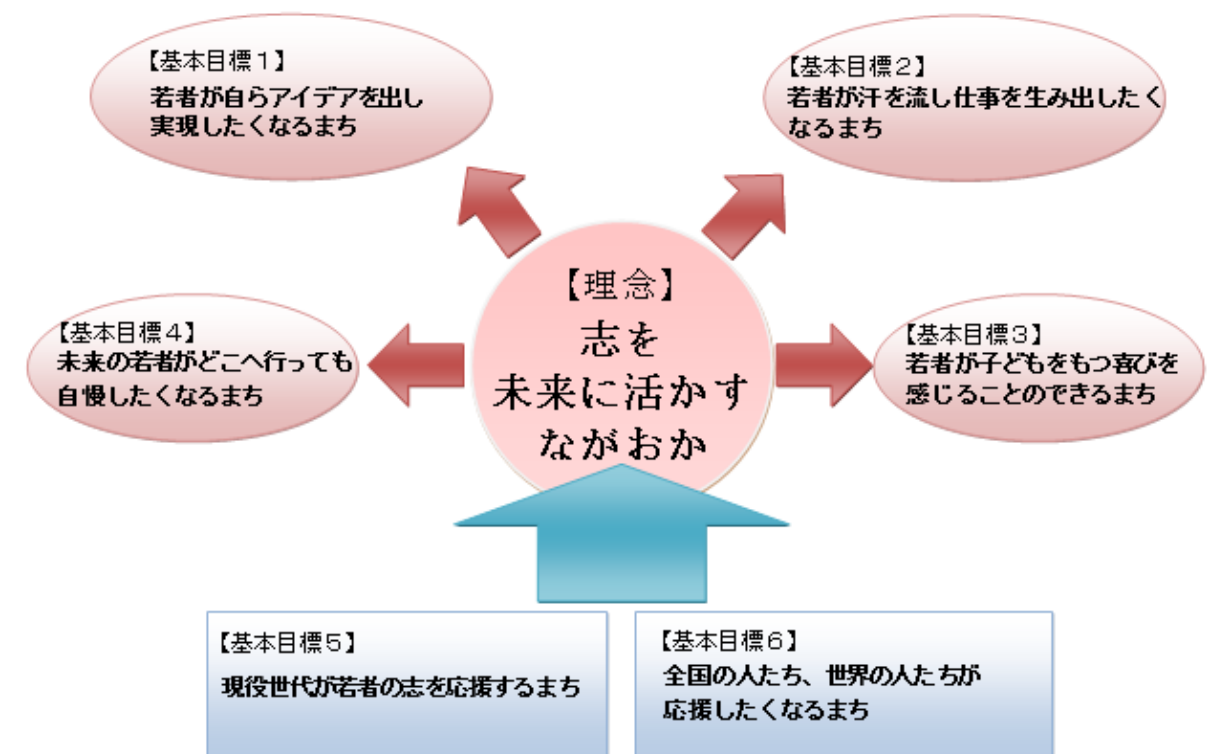 【基本目標１】
若者が自らアイデアを出し
実現したくなるまち
【基本目標２】
若者が汗を流し仕事を生み出したく
なるまち
【理念】
志を
未来に活かす
ながおか
【基本目標４】
未来の若者がどこへ行っても
自慢したくなるまち
【基本目標３】
若者が子どもをもつ喜びを
感じることのできるまち
【基本目標５】
現役世代が若者の志を応援するまち
【基本目標６】
全国の人たち、世界の人たちが
応援したくなるまち